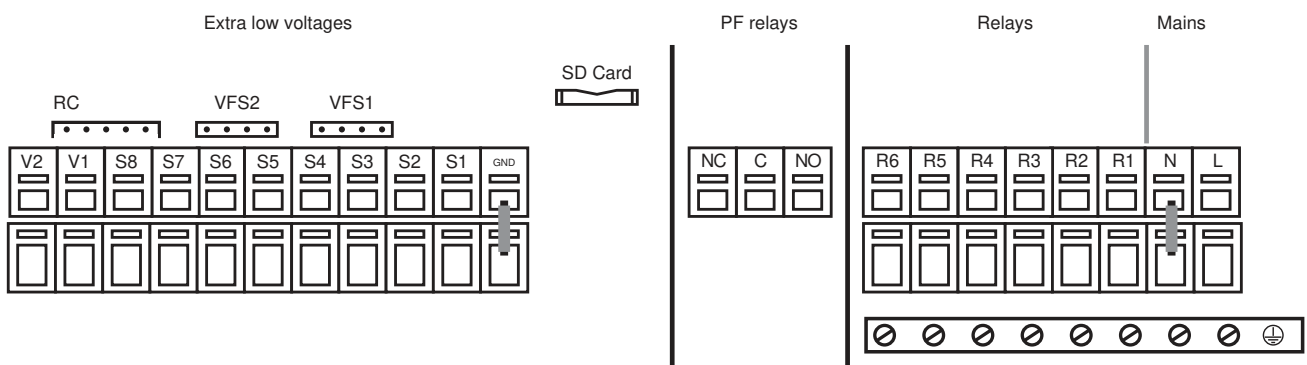 Extra low voltages PF relays Relays Mains
SD Card
RC VFS2 VFS1
V2 V1 S8 S7 S6 S5 S4 S3 S2 S1 GND NC C NO R6 R5 R4 R3 R2 R1 N L